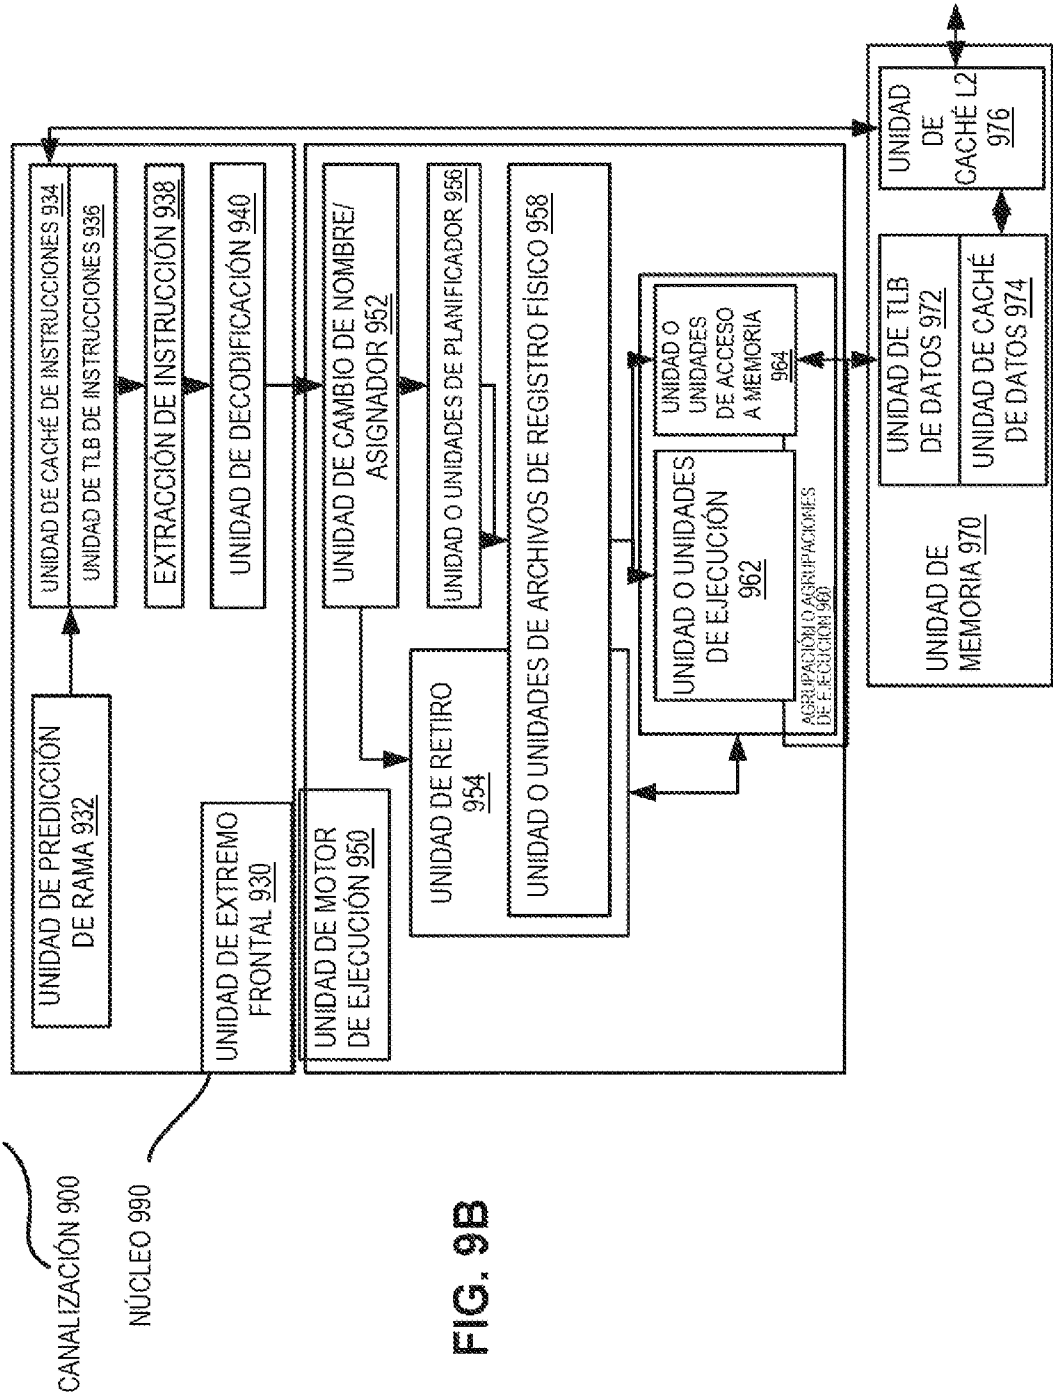 CANALIZACIÓN 900
NÚCLEO 990
UNIDAD DE PREDICCIÓN
DE RAMA 932
UNIDAD DE CACHÉ DE INSTRUCCIONES 934
UNIDAD DE TLB DE INSTRUCCIONES 936
EXTRACCIÓN DE INSTRUCCIÓN 938
UNIDAD DE DECODIFICACIÓN 940
UNIDAD DE EXTREMO
FRONTAL 930
UNIDAD DE MOTOR
DE EJECUCIÓN 950
UNIDAD DE CAMBIO DE NOMBRE/
ASIGNADOR 952
UNIDAD O UNIDADES DE PLANIFICADOR 956
UNIDAD DE RETIRO
954
UNIDAD O UNIDADES DE ARCHIVOS DE REGISTRO FÍSICO 958
UNIDAD O UNIDADES
DE EJECUCIÓN
962
UNIDAD O
UNIDADES
DE ACCESO
A MEMORIA
964
AGRUPACIÓN O AGRUPACIONES
DE EJECUCIÓN 960
UNIDAD DE
MEMORIA 970
UNIDAD DE TLB
DE DATOS 972
UNIDAD DE CACHÉ
DE DATOS 974
UNIDAD
DE
CACHÉ L2
976
FIG. 9B